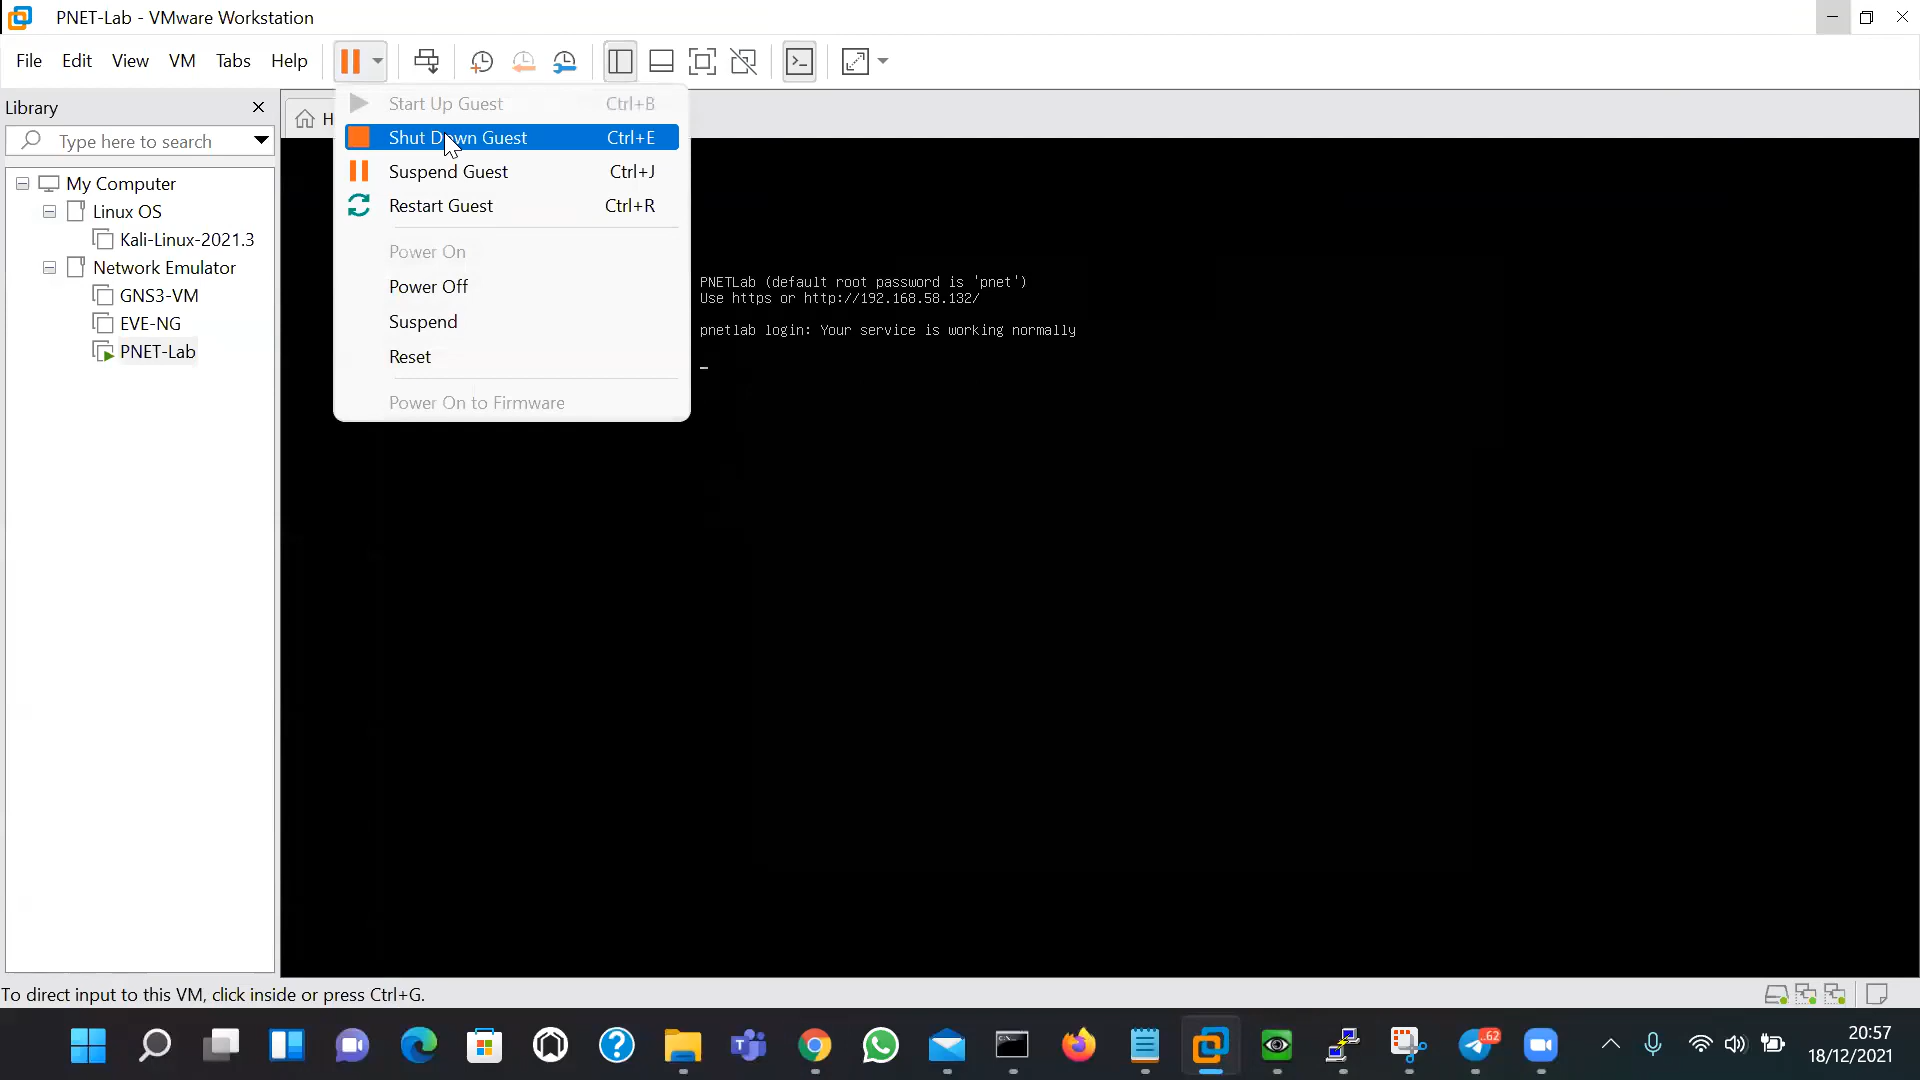 PNET-Lab - VMware Workstation
File Edit View VM Tabs Help
Library
H
Type here to search
My Computer
Linux OS
Kali-Linux-2021.3
Network Emulator
GNS3-VM
EVE-NG
PNET-Lab
Start Up Guest Ctrl+B
Shut Down Guest Ctrl+E
Suspend Guest Ctrl+J
Restart Guest Ctrl+R
Power On
Power Off
Suspend
Reset
Power On to Firmware
PNETLab (default root password is 'pnet')
Use https or http://192.168.58.132/
pnetlab login: Your service is working normally
To direct input to this VM, click inside or press Ctrl+G.
20:57
18/12/2021